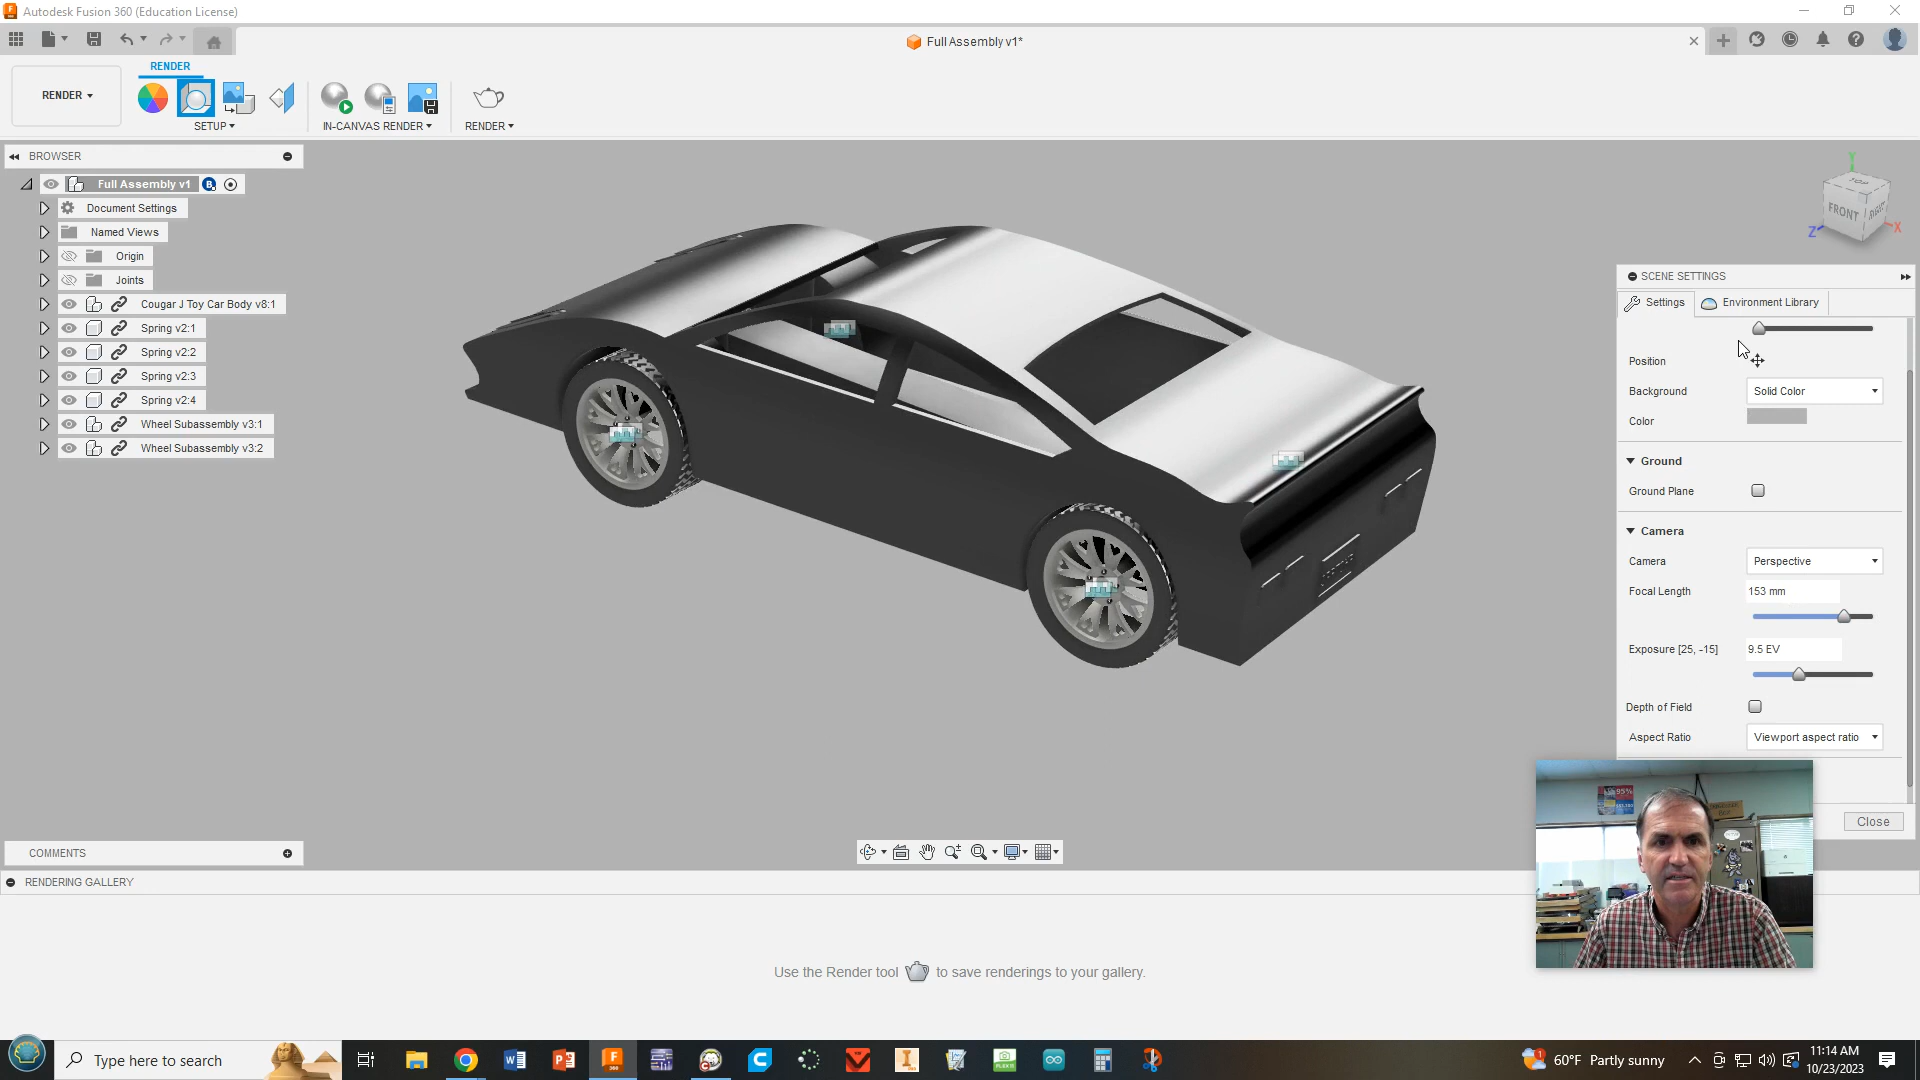 Autodesk Fusion 360 (Education License)
Full Assembly v1*
RENDER
RENDER
SETUP
IN-CANVAS RENDER
RENDER
BROWSER
Full Assembly v1
Document Settings
Named Views
Origin
Joints
Cougar J Toy Car Body v8:1
Spring v2:1
Spring v2:2
Spring v2:3
Spring v2:4
Wheel Subassembly v3:1
Wheel Subassembly v3:2
Y
TOP
FRONT
RIGHT
Z
X
SCENE SETTINGS
Settings
Environment Library
Position
Background
Solid Color
Color
Ground
Ground Plane
Camera
Camera
Perspective
Focal Length
153 mm
Exposure [25, -15]
9.5 EV
Depth of Field
Aspect Ratio
Viewport aspect ratio
Close
95%
COMMENTS
RENDERING GALLERY
Use the Render tool to save renderings to your gallery.
Type here to search
60°F Partly sunny
11:14 AM
10/23/2023